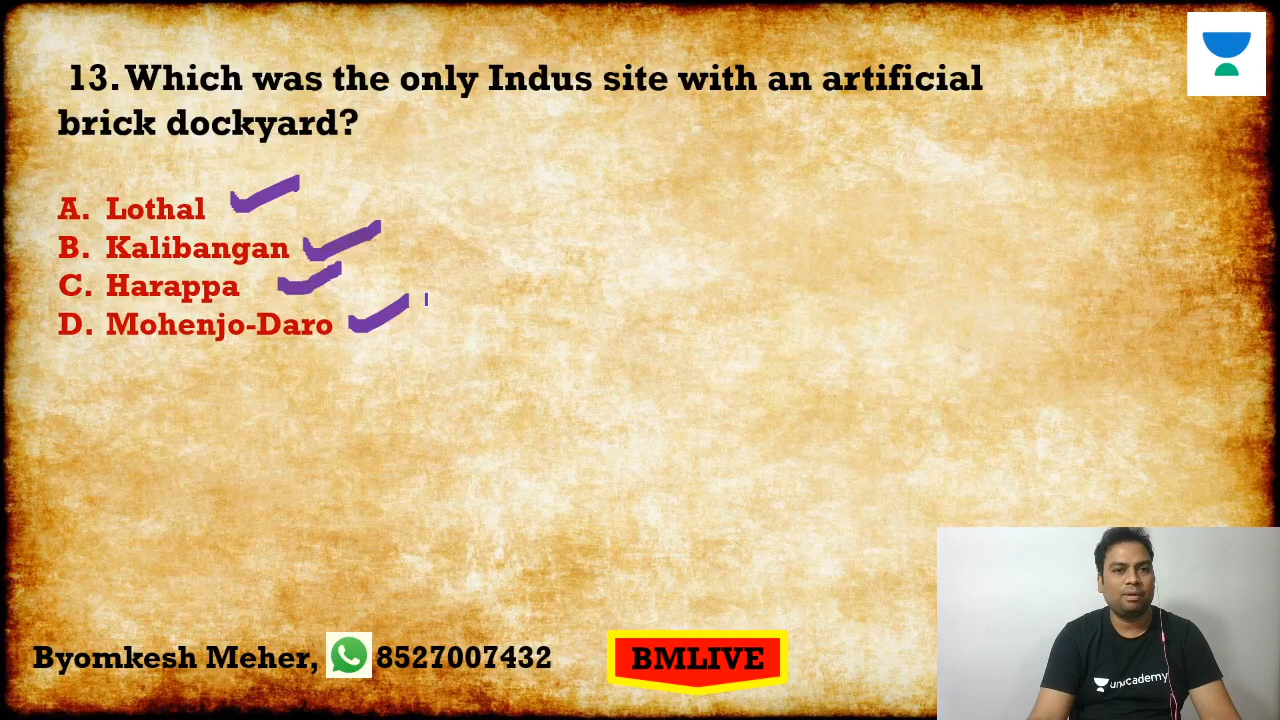 13. Which was the only Indus site with an artificial
brick dockyard?
A. Lothal
B. Kalibangan
C. Harappa
D. Mohenjo-Daro
Byomkesh Meher, 8527007432
BMLIVE
unacademy